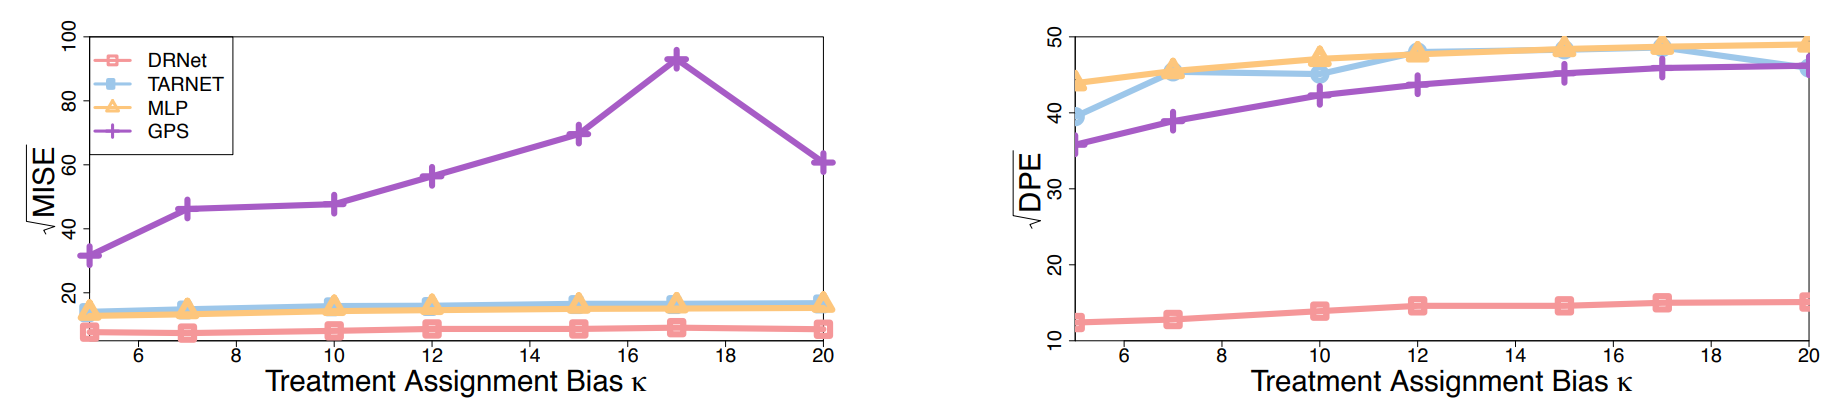 100
80
60
40
20
√MISE
DRNet
TARNET
MLP
GPS
6 8 10 12 14 16 18 20
Treatment Assignment Bias κ
50
40
30
20
10
√DPE
6 8 10 12 14 16 18 20
Treatment Assignment Bias κ